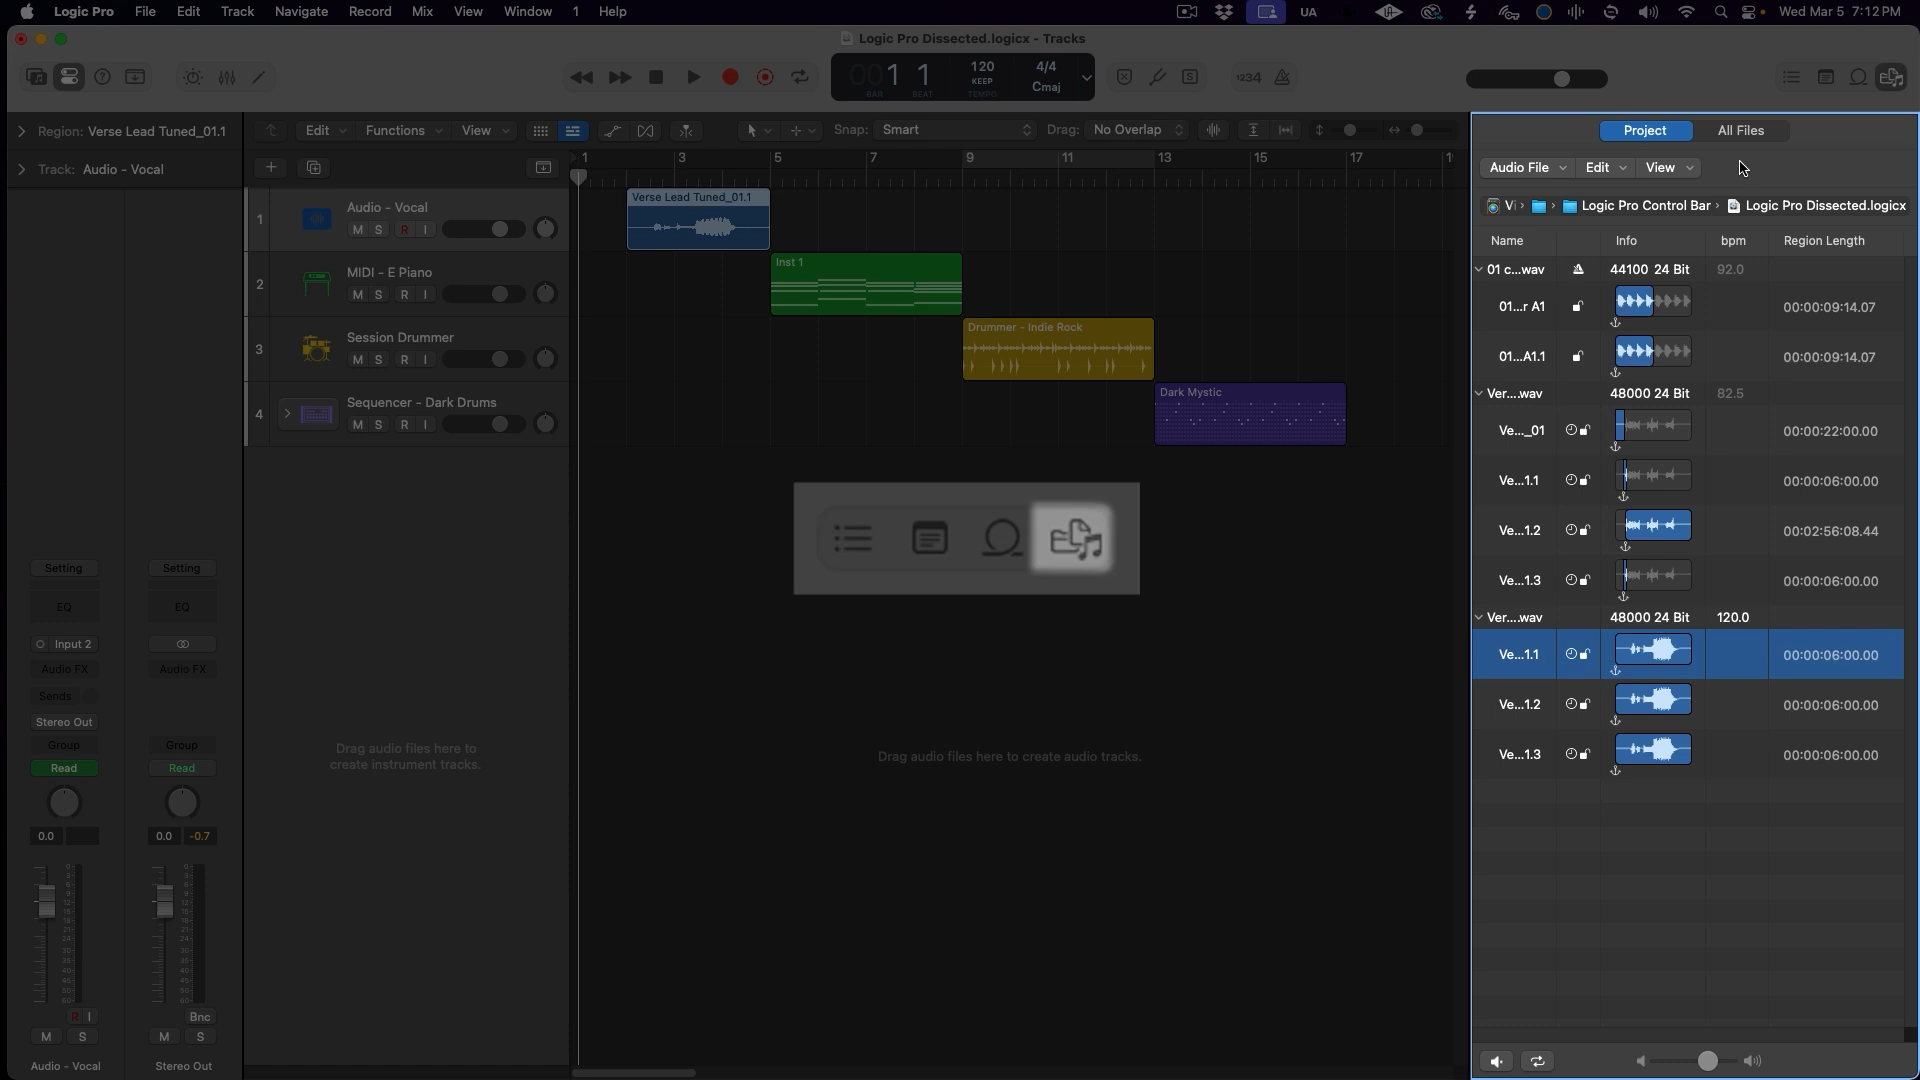 Logic Pro File Edit Track Navigate Record Mix View Window 1 Help UA Wed Mar 5 7:12 PM
Logic Pro Dissected.logicx - Tracks
001 1 120 4/4
KEEP Cmaj
BAR BEAT TEMPO
1234
Region: Verse Lead Tuned_01.1
Track: Audio - Vocal
Edit Functions View Snap: Smart Drag: No Overlap
1 3 5 7 9 11 13 15 17
1 Audio - Vocal
M S R I
Verse Lead Tuned_01.1
2 MIDI - E Piano
M S R I
Inst 1
3 Session Drummer
M S R I
Drummer - Indie Rock
4 Sequencer - Dark Drums
M S R I
Dark Mystic
Drag audio files here to
create instrument tracks.
Drag audio files here to create audio tracks.
Setting Setting
EQ EQ
Input 2
Audio FX Audio FX
Sends
Stereo Out
Group Group
Read Read
0.0 0.0 -0.7
R I Bnc
M S M S
Audio - Vocal Stereo Out
Project All Files
Audio File Edit View
Vi Logic Pro Control Bar Logic Pro Dissected.logicx
Name Info bpm Region Length
01 c...wav 44100 24 Bit 92.0
01...r A1 00:00:09:14.07
01...A1.1 00:00:09:14.07
Ver....wav 48000 24 Bit 82.5
Ve..._01 00:00:22:00.00
Ve...1.1 00:00:06:00.00
Ve...1.2 00:02:56:08.44
Ve...1.3 00:00:06:00.00
Ver....wav 48000 24 Bit 120.0
Ve...1.1 00:00:06:00.00
Ve...1.2 00:00:06:00.00
Ve...1.3 00:00:06:00.00